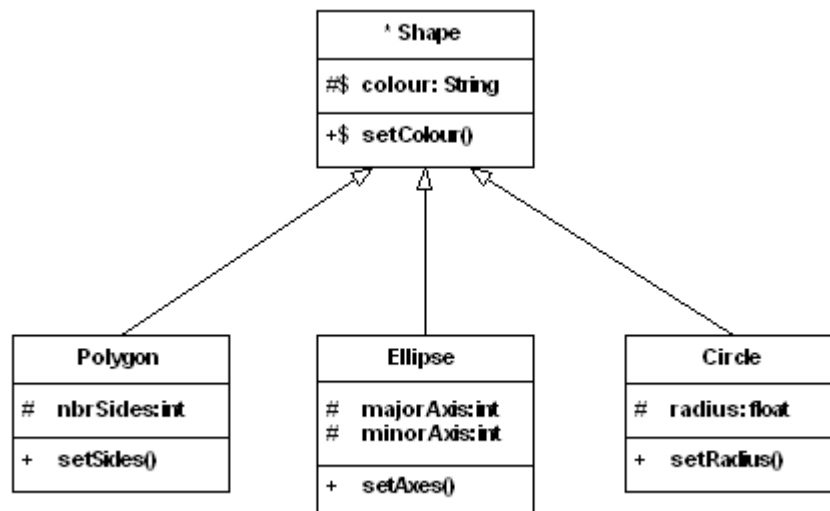 * Shape
#$ colour: String
+$ setColour()
Polygon
# nbrSides:int
+ setSides()
Ellipse
# majorAxis:int
# minorAxis:int
+ setAxes()
Circle
# radius:float
+ setRadius()